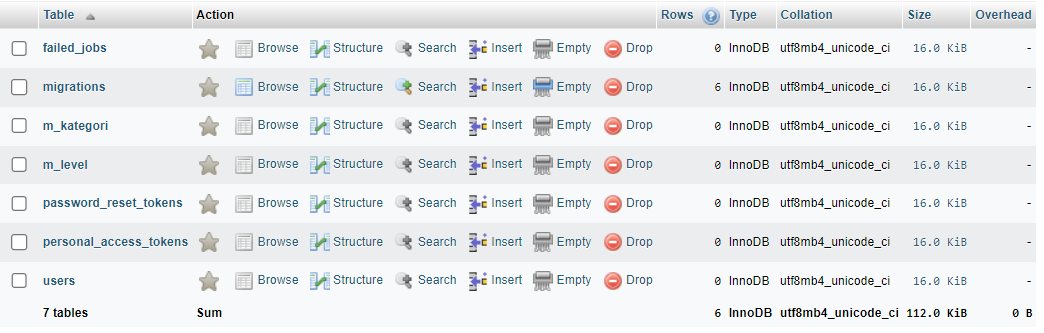 Table Action Rows Type Collation Size Overhead
failed_jobs Browse Structure Search Insert Empty Drop 0 InnoDB utf8mb4_unicode_ci 16.0 KiB -
migrations Browse Structure Search Insert Empty Drop 6 InnoDB utf8mb4_unicode_ci 16.0 KiB -
m_kategori Browse Structure Search Insert Empty Drop 0 InnoDB utf8mb4_unicode_ci 16.0 KiB -
m_level Browse Structure Search Insert Empty Drop 0 InnoDB utf8mb4_unicode_ci 16.0 KiB -
password_reset_tokens Browse Structure Search Insert Empty Drop 0 InnoDB utf8mb4_unicode_ci 16.0 KiB -
personal_access_tokens Browse Structure Search Insert Empty Drop 0 InnoDB utf8mb4_unicode_ci 16.0 KiB -
users Browse Structure Search Insert Empty Drop 0 InnoDB utf8mb4_unicode_ci 16.0 KiB -
7 tables Sum 6 InnoDB utf8mb4_unicode_ci 112.0 KiB 0 B